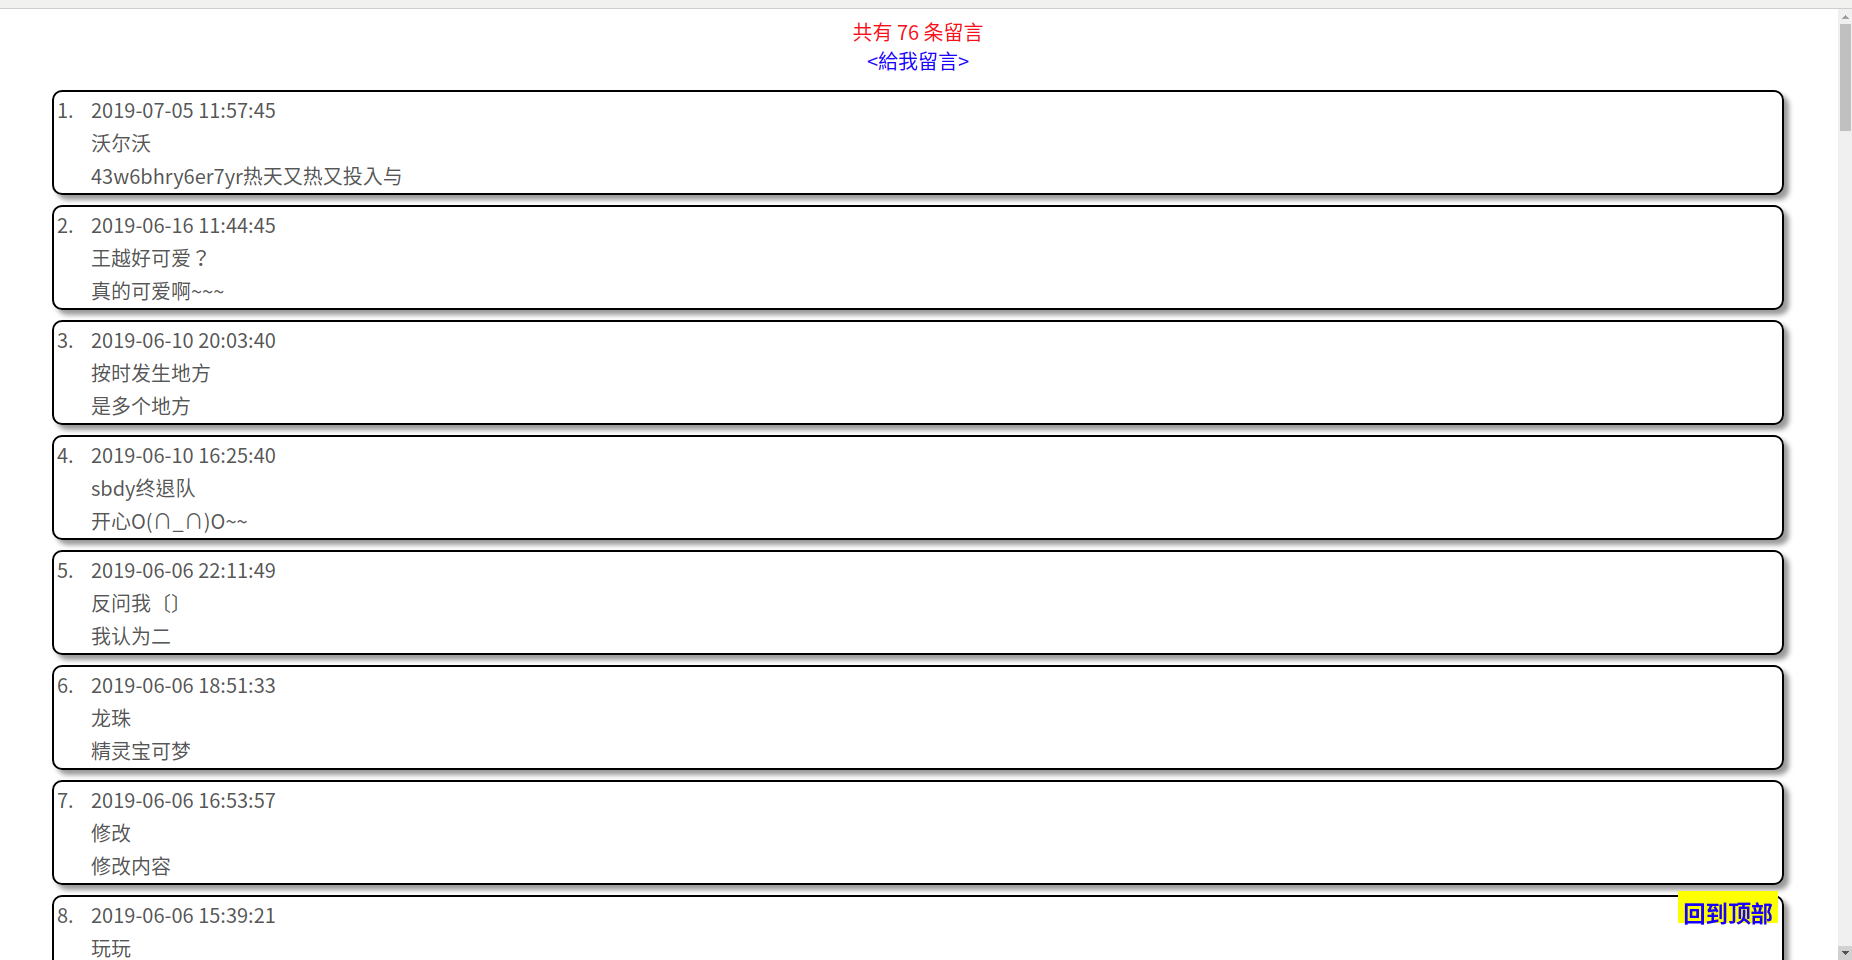 共有 76 条留言
<給我留言>
1. 2019-07-05 11:57:45
沃尔沃
43w6bhry6er7yr热天又热又投入与
2. 2019-06-16 11:44:45
王越好可爱？
真的可爱啊~~~
3. 2019-06-10 20:03:40
按时发生地方
是多个地方
4. 2019-06-10 16:25:40
sbdy终退队
开心O(∩_∩)O~~
5. 2019-06-06 22:11:49
反问我〔〕
我认为二
6. 2019-06-06 18:51:33
龙珠
精灵宝可梦
7. 2019-06-06 16:53:57
修改
修改内容
8. 2019-06-06 15:39:21
回到顶部
玩玩